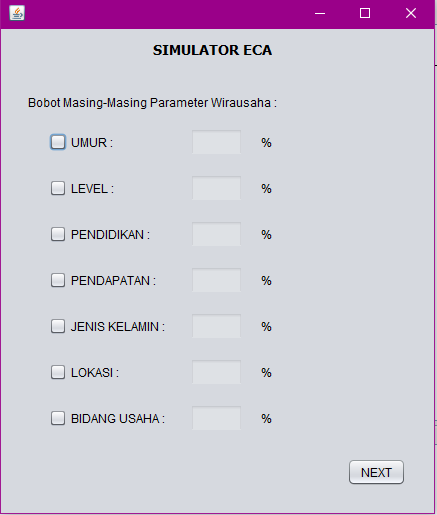 SIMULATOR ECA
Bobot Masing-Masing Parameter Wirausaha :
UMUR : %
LEVEL : %
PENDIDIKAN : %
PENDAPATAN : %
JENIS KELAMIN : %
LOKASI : %
BIDANG USAHA : %
NEXT